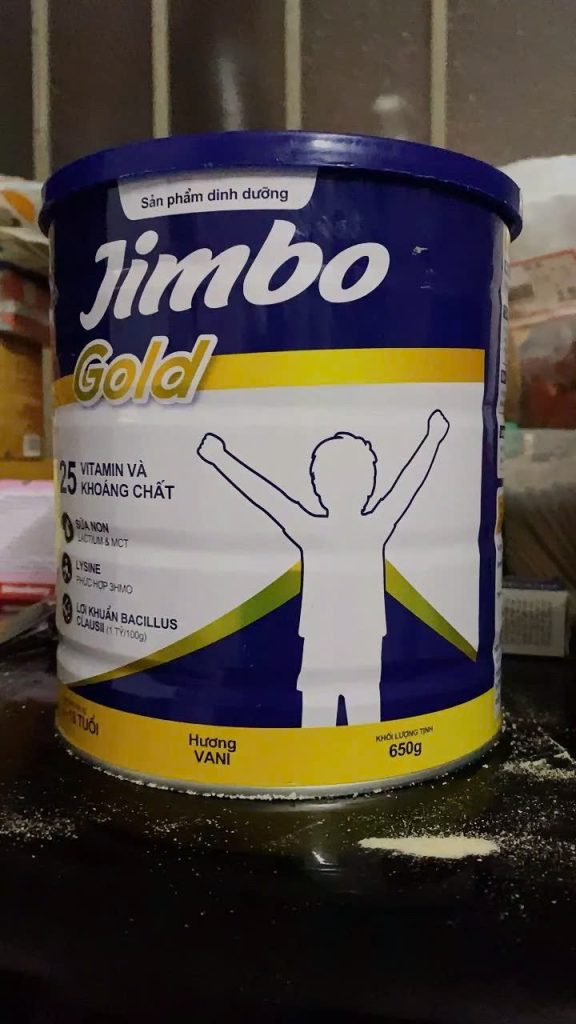 Sản phẩm dinh dưỡng
Jimbo
Gold
25 VITAMIN VÀ
KHOÁNG CHẤT
SỮA NON
LACTIUM & MCT
LYSINE
PHỨC HỢP 3HMO
LỢI KHUẨN BACILLUS
CLAUSII (1 TỶ/100g)
18 TUỔI
Hương
VANI
KHỐI LƯỢNG TỊNH
650g